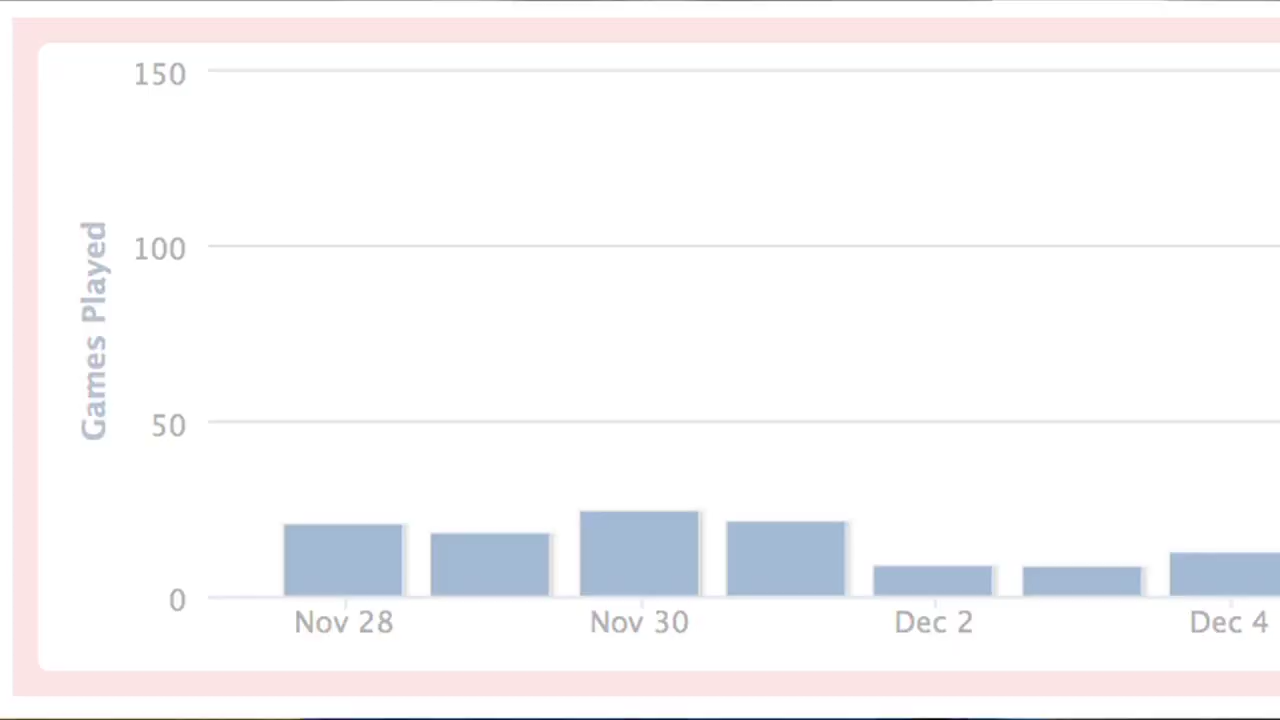 150
100
50
0
Games Played
Nov 28
Nov 30
Dec 2
Dec 4